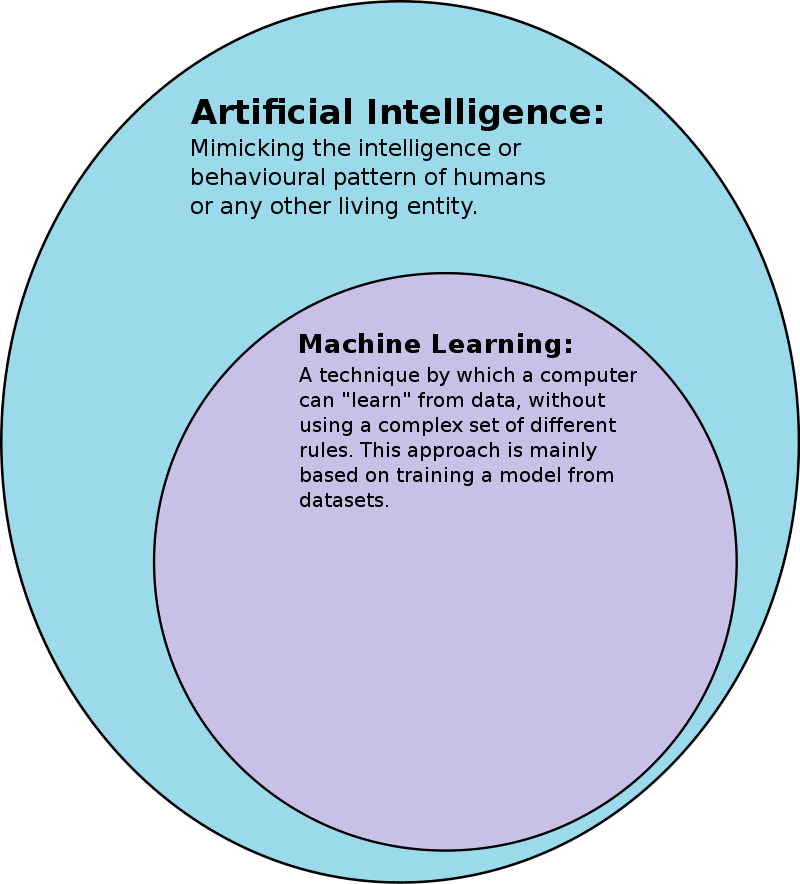 Artificial Intelligence:
Mimicking the intelligence or
behavioural pattern of humans
or any other living entity.
Machine Learning:
A technique by which a computer
can "learn" from data, without
using a complex set of different
rules. This approach is mainly
based on training a model from
datasets.